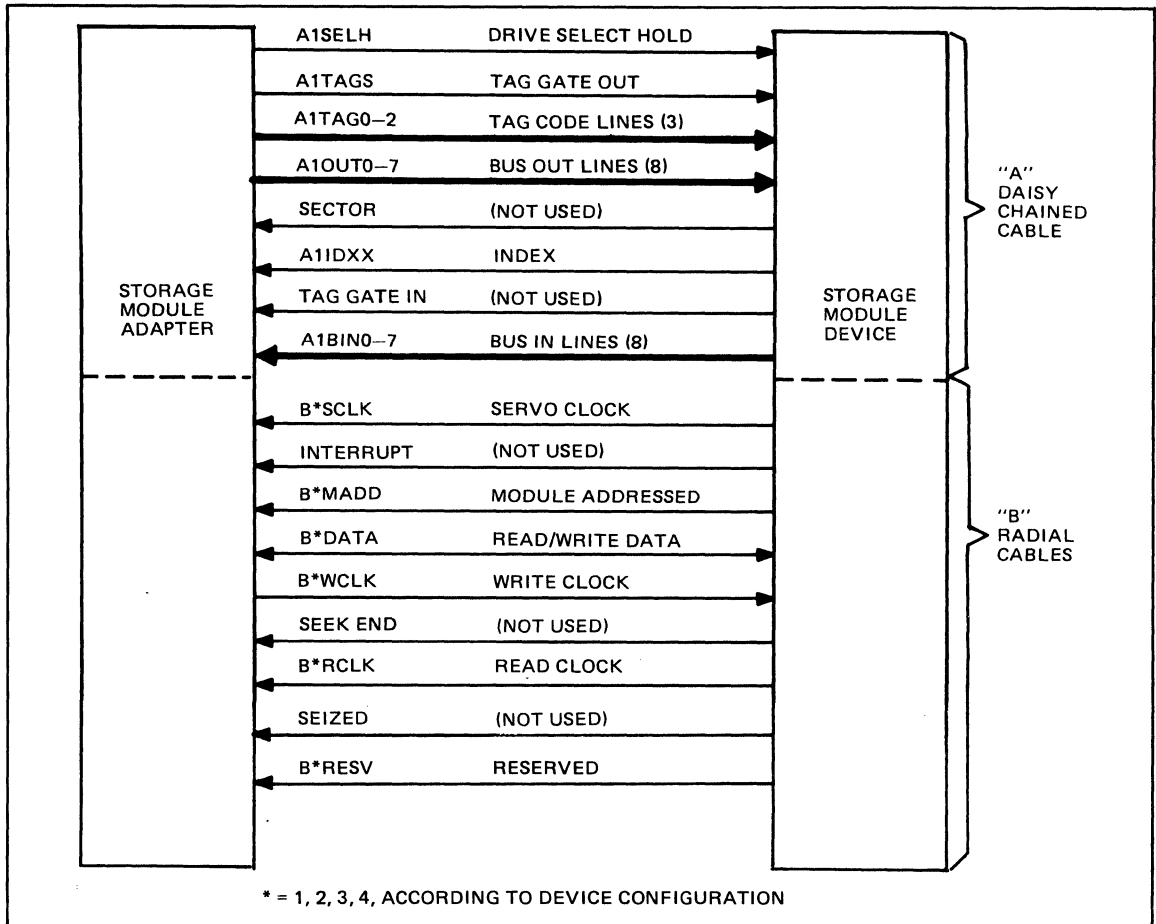 A1SELH DRIVE SELECT HOLD
A1TAGS TAG GATE OUT
A1TAG0–2 TAG CODE LINES (3)
A1OUT0–7 BUS OUT LINES (8)
SECTOR (NOT USED)
A1IDXX INDEX
TAG GATE IN (NOT USED)
A1BIN0–7 BUS IN LINES (8)
STORAGE
MODULE
ADAPTER
STORAGE
MODULE
DEVICE
"A"
DAISY
CHAINED
CABLE
B*SCLK SERVO CLOCK
INTERRUPT (NOT USED)
B*MADD MODULE ADDRESSED
B*DATA READ/WRITE DATA
B*WCLK WRITE CLOCK
SEEK END (NOT USED)
B*RCLK READ CLOCK
SEIZED (NOT USED)
B*RESV RESERVED
"B"
RADIAL
CABLES
* = 1, 2, 3, 4, ACCORDING TO DEVICE CONFIGURATION